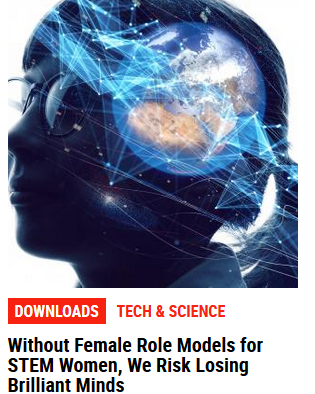 DOWNLOADS TECH & SCIENCE
Without Female Role Models for
STEM Women, We Risk Losing
Brilliant Minds